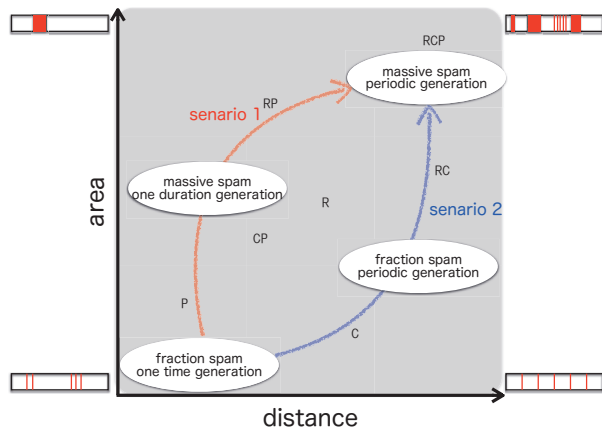 RCP
massive spam
periodic generation
RP
senario 1
RC
massive spam
one duration generation
R
senario 2
area
CP
fraction spam
periodic generation
P
C
fraction spam
one time generation
distance